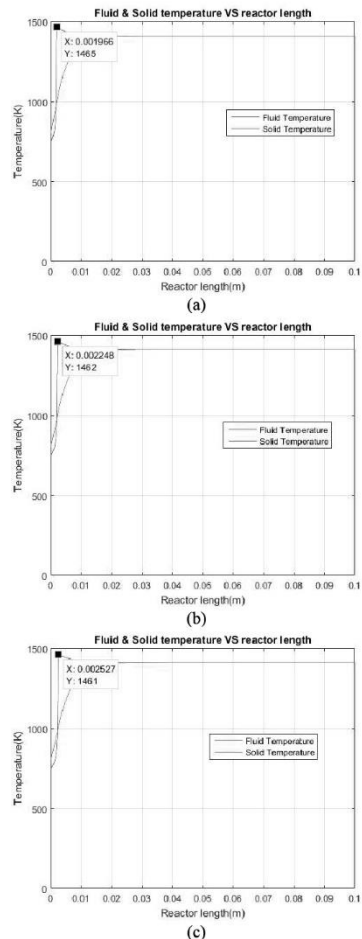 Fluid & Solid temperature VS reactor length
1500
X: 0.001966
Y: 1465
1000
Temperature(K)
Fluid Temperature
Solid Temperature
500
0
0 0.01 0.02 0.03 0.04 0.05 0.06 0.07 0.08 0.09 0.1
Reactor length(m)
(a)
Fluid & Solid temperature VS reactor length
1500
X: 0.002248
Y: 1462
1000
Temperature(K)
Fluid Temperature
Solid Temperature
500
0
0 0.01 0.02 0.03 0.04 0.05 0.06 0.07 0.08 0.09 0.1
Reactor length(m)
(b)
Fluid & Solid temperature VS reactor length
1500
X: 0.002527
Y: 1461
1000
Temperature(K)
Fluid Temperature
Solid Temperature
500
0
0 0.01 0.02 0.03 0.04 0.05 0.06 0.07 0.08 0.09 0.1
Reactor length(m)
(c)